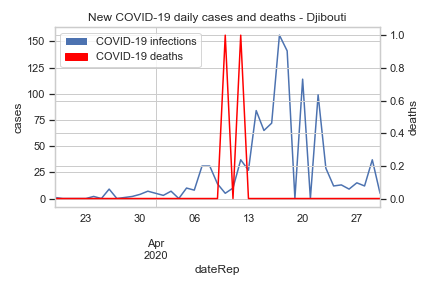 New COVID-19 daily cases and deaths - Djibouti
COVID-19 infections
COVID-19 deaths
150
125
100
75
50
25
0
cases
1.0
0.8
0.6
0.4
0.2
0.0
deaths
23
30
06
13
20
27
Apr
2020
dateRep